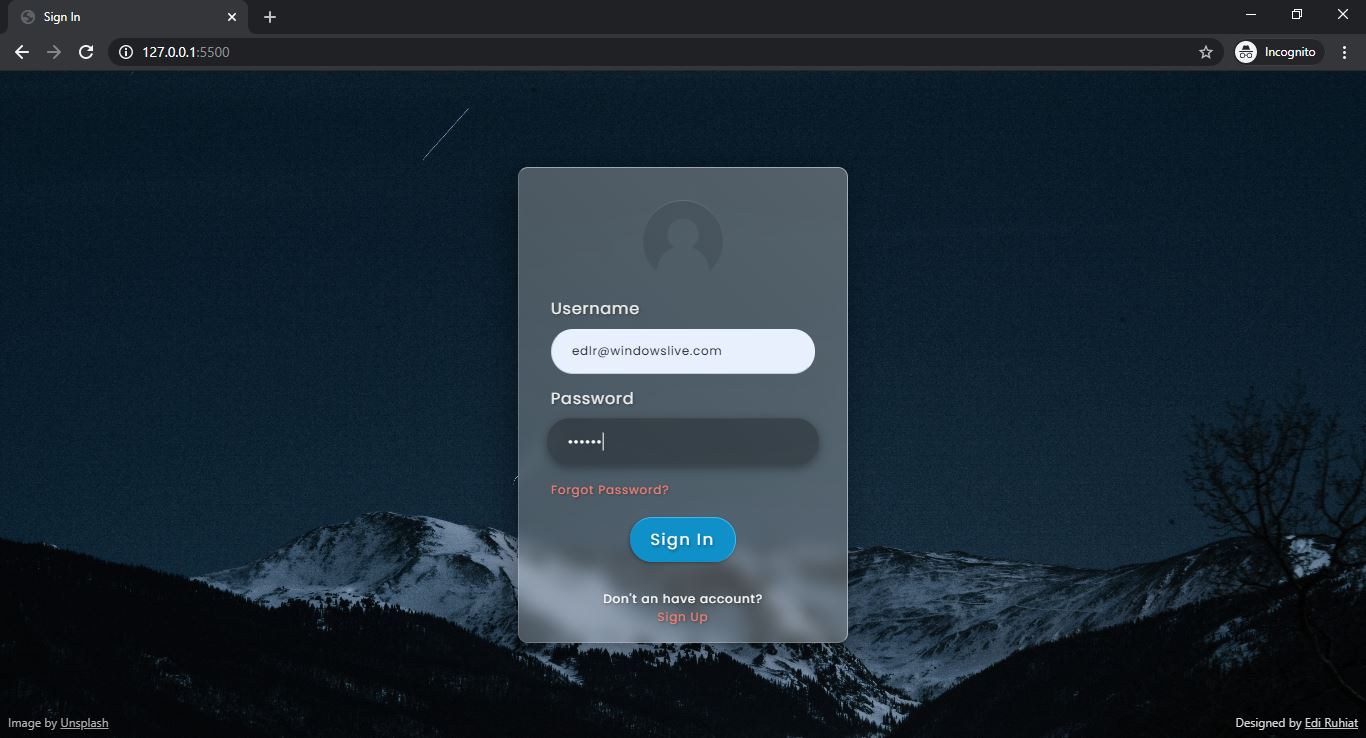 Sign In
127.0.0.1:5500
Incognito
Username
edlr@windowslive.com
Password
••••••
Forgot Password?
Sign In
Don't an have account?
Sign Up
Image by Unsplash
Designed by Edi Ruhiat